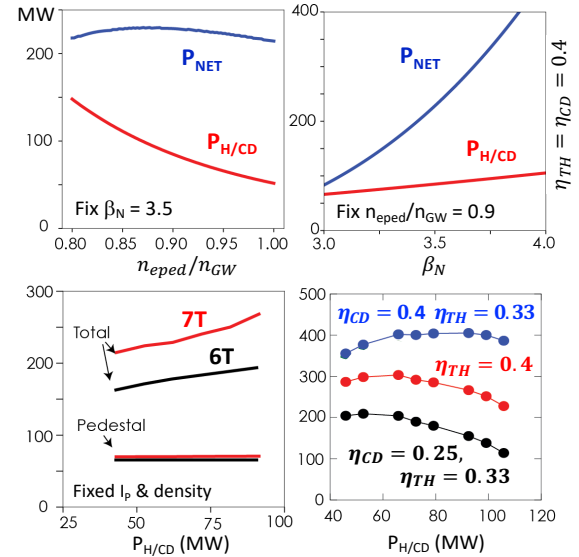 MW
200
100
0
P_NET
P_H/CD
Fix β_N = 3.5
0.80 0.85 0.90 0.95 1.00
n_eped/n_GW
400
200
0
P_NET
P_H/CD
Fix n_eped/n_GW = 0.9
3.0 3.5 4.0
β_N
η_TH = η_CD = 0.4
300
200
100
0
7T
Total
6T
Pedestal
Fixed I_P & density
25 50 75 100
P_H/CD (MW)
500
400
300
200
100
0
η_CD = 0.4 η_TH = 0.33
η_TH = 0.4
η_CD = 0.25,
η_TH = 0.33
40 60 80 100 120
P_H/CD (MW)